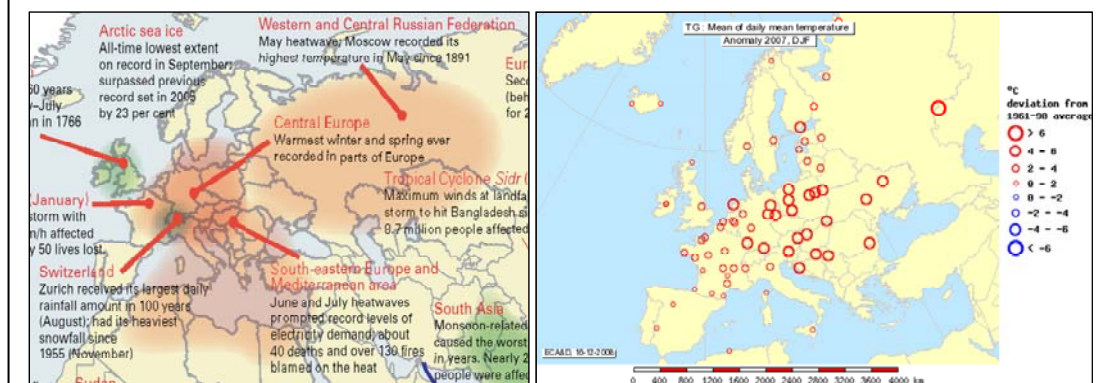 Arctic sea ice
All-time lowest extent
on record in September;
surpassed previous
record set in 2005
by 23 per cent
Western and Central Russian Federation
May heatwave; Moscow recorded its
highest temperature in May since 1891
years
July
in 1766
Central Europe
Warmest winter and spring ever
recorded in parts of Europe
for 2
(January)
storm with
n/h affected
y 50 lives lost.
Tropical Cyclone Sidr (
Maximum winds at landfa
storm to hit Bangladesh si
8.7 million people affected
Switzerland
Zurich received its largest daily
rainfall amount in 100 years
(August); had its heaviest
snowfall since
1955 (November)
South-eastern Europe and
Mediterranean area
June and July heatwaves
prompted record levels of
electricity demand; about
40 deaths and over 130 fires
blamed on the heat
South Asia
Monsoon-related
caused the worst
in years. Nearly 2
people were affec
TG : Mean of daily mean temperature
Anomaly 2007, DJF
°C
deviation from
1961-90 average
> 6
4 - 6
2 - 4
0 - 2
0 - -2
-2 - -4
-4 - -6
< -6
ECA&D, 16-12-2008
0 400 800 1200 1600 2000 2400 2800 3200 3600 4000 km